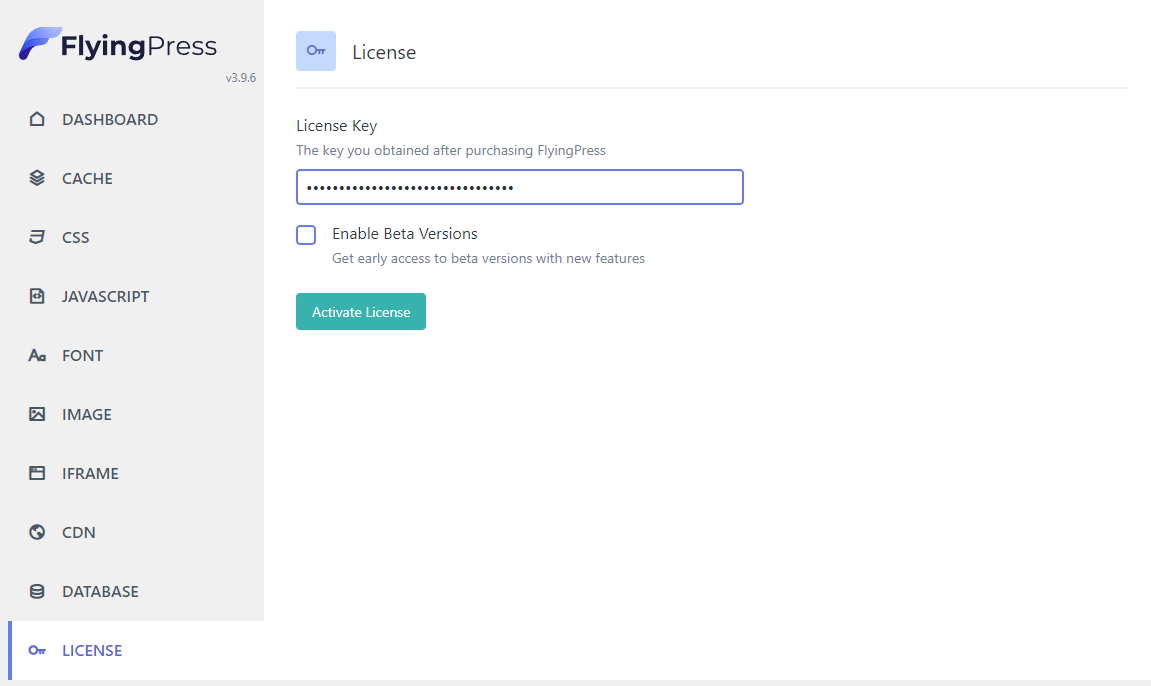 FlyingPress
v3.9.6
DASHBOARD
CACHE
CSS
JAVASCRIPT
FONT
IMAGE
IFRAME
CDN
DATABASE
LICENSE
License
License Key
The key you obtained after purchasing FlyingPress
••••••••••••••••••••••••••••••••
Enable Beta Versions
Get early access to beta versions with new features
Activate License